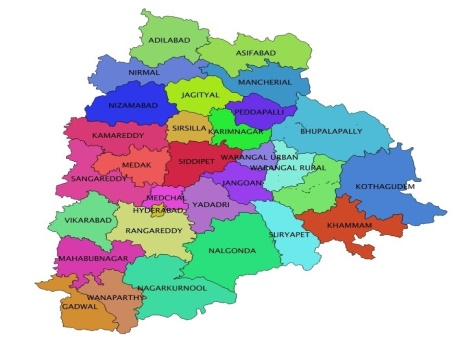 ADILABAD
ASIFABAD
NIRMAL
MANCHERIAL
JAGITYAL
NIZAMABAD
PEDDAPALLI
SIRSILLA
KARIMNAGAR
KAMAREDDY
BHUPALAPALLY
WARANGAL URBAN
MEDAK
SIDDIPET
WARANGAL RURAL
SANGAREDDY
JANGOAN
KOTHAGUDEM
MEDCHAL
YADADRI
HYDERABAD
VIKARABAD
KHAMMAM
RANGAREDDY
SURYAPET
NALGONDA
MAHABUBNAGAR
NAGARKURNOOL
WANAPARTHY
GADWAL